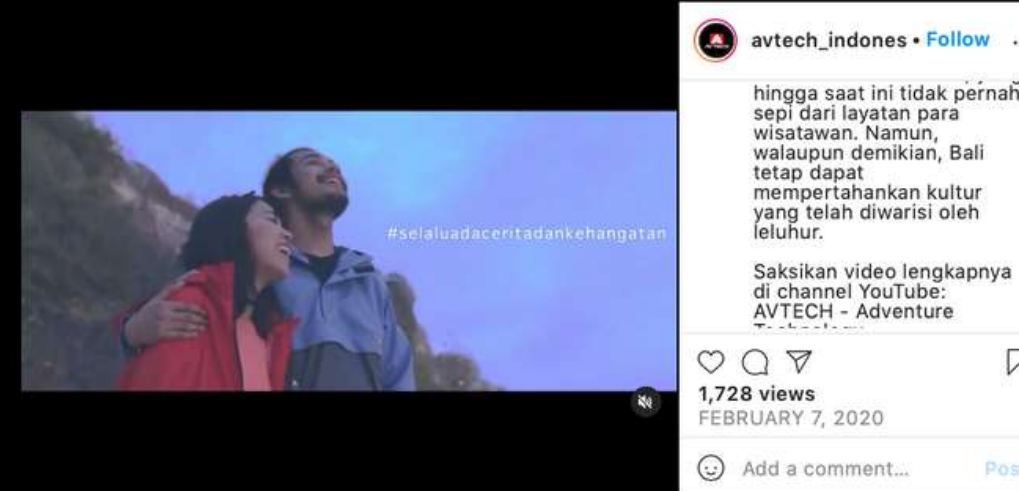 #selaluadaceritadankehangatan
avtech_indones • Follow
hingga saat ini tidak pernah
sepi dari layatan para
wisatawan. Namun,
walaupun demikian, Bali
tetap dapat
mempertahankan kultur
yang telah diwarisi oleh
leluhur.
Saksikan video lengkapnya
di channel YouTube:
AVTECH - Adventure
1,728 views
FEBRUARY 7, 2020
Add a comment...
Pos